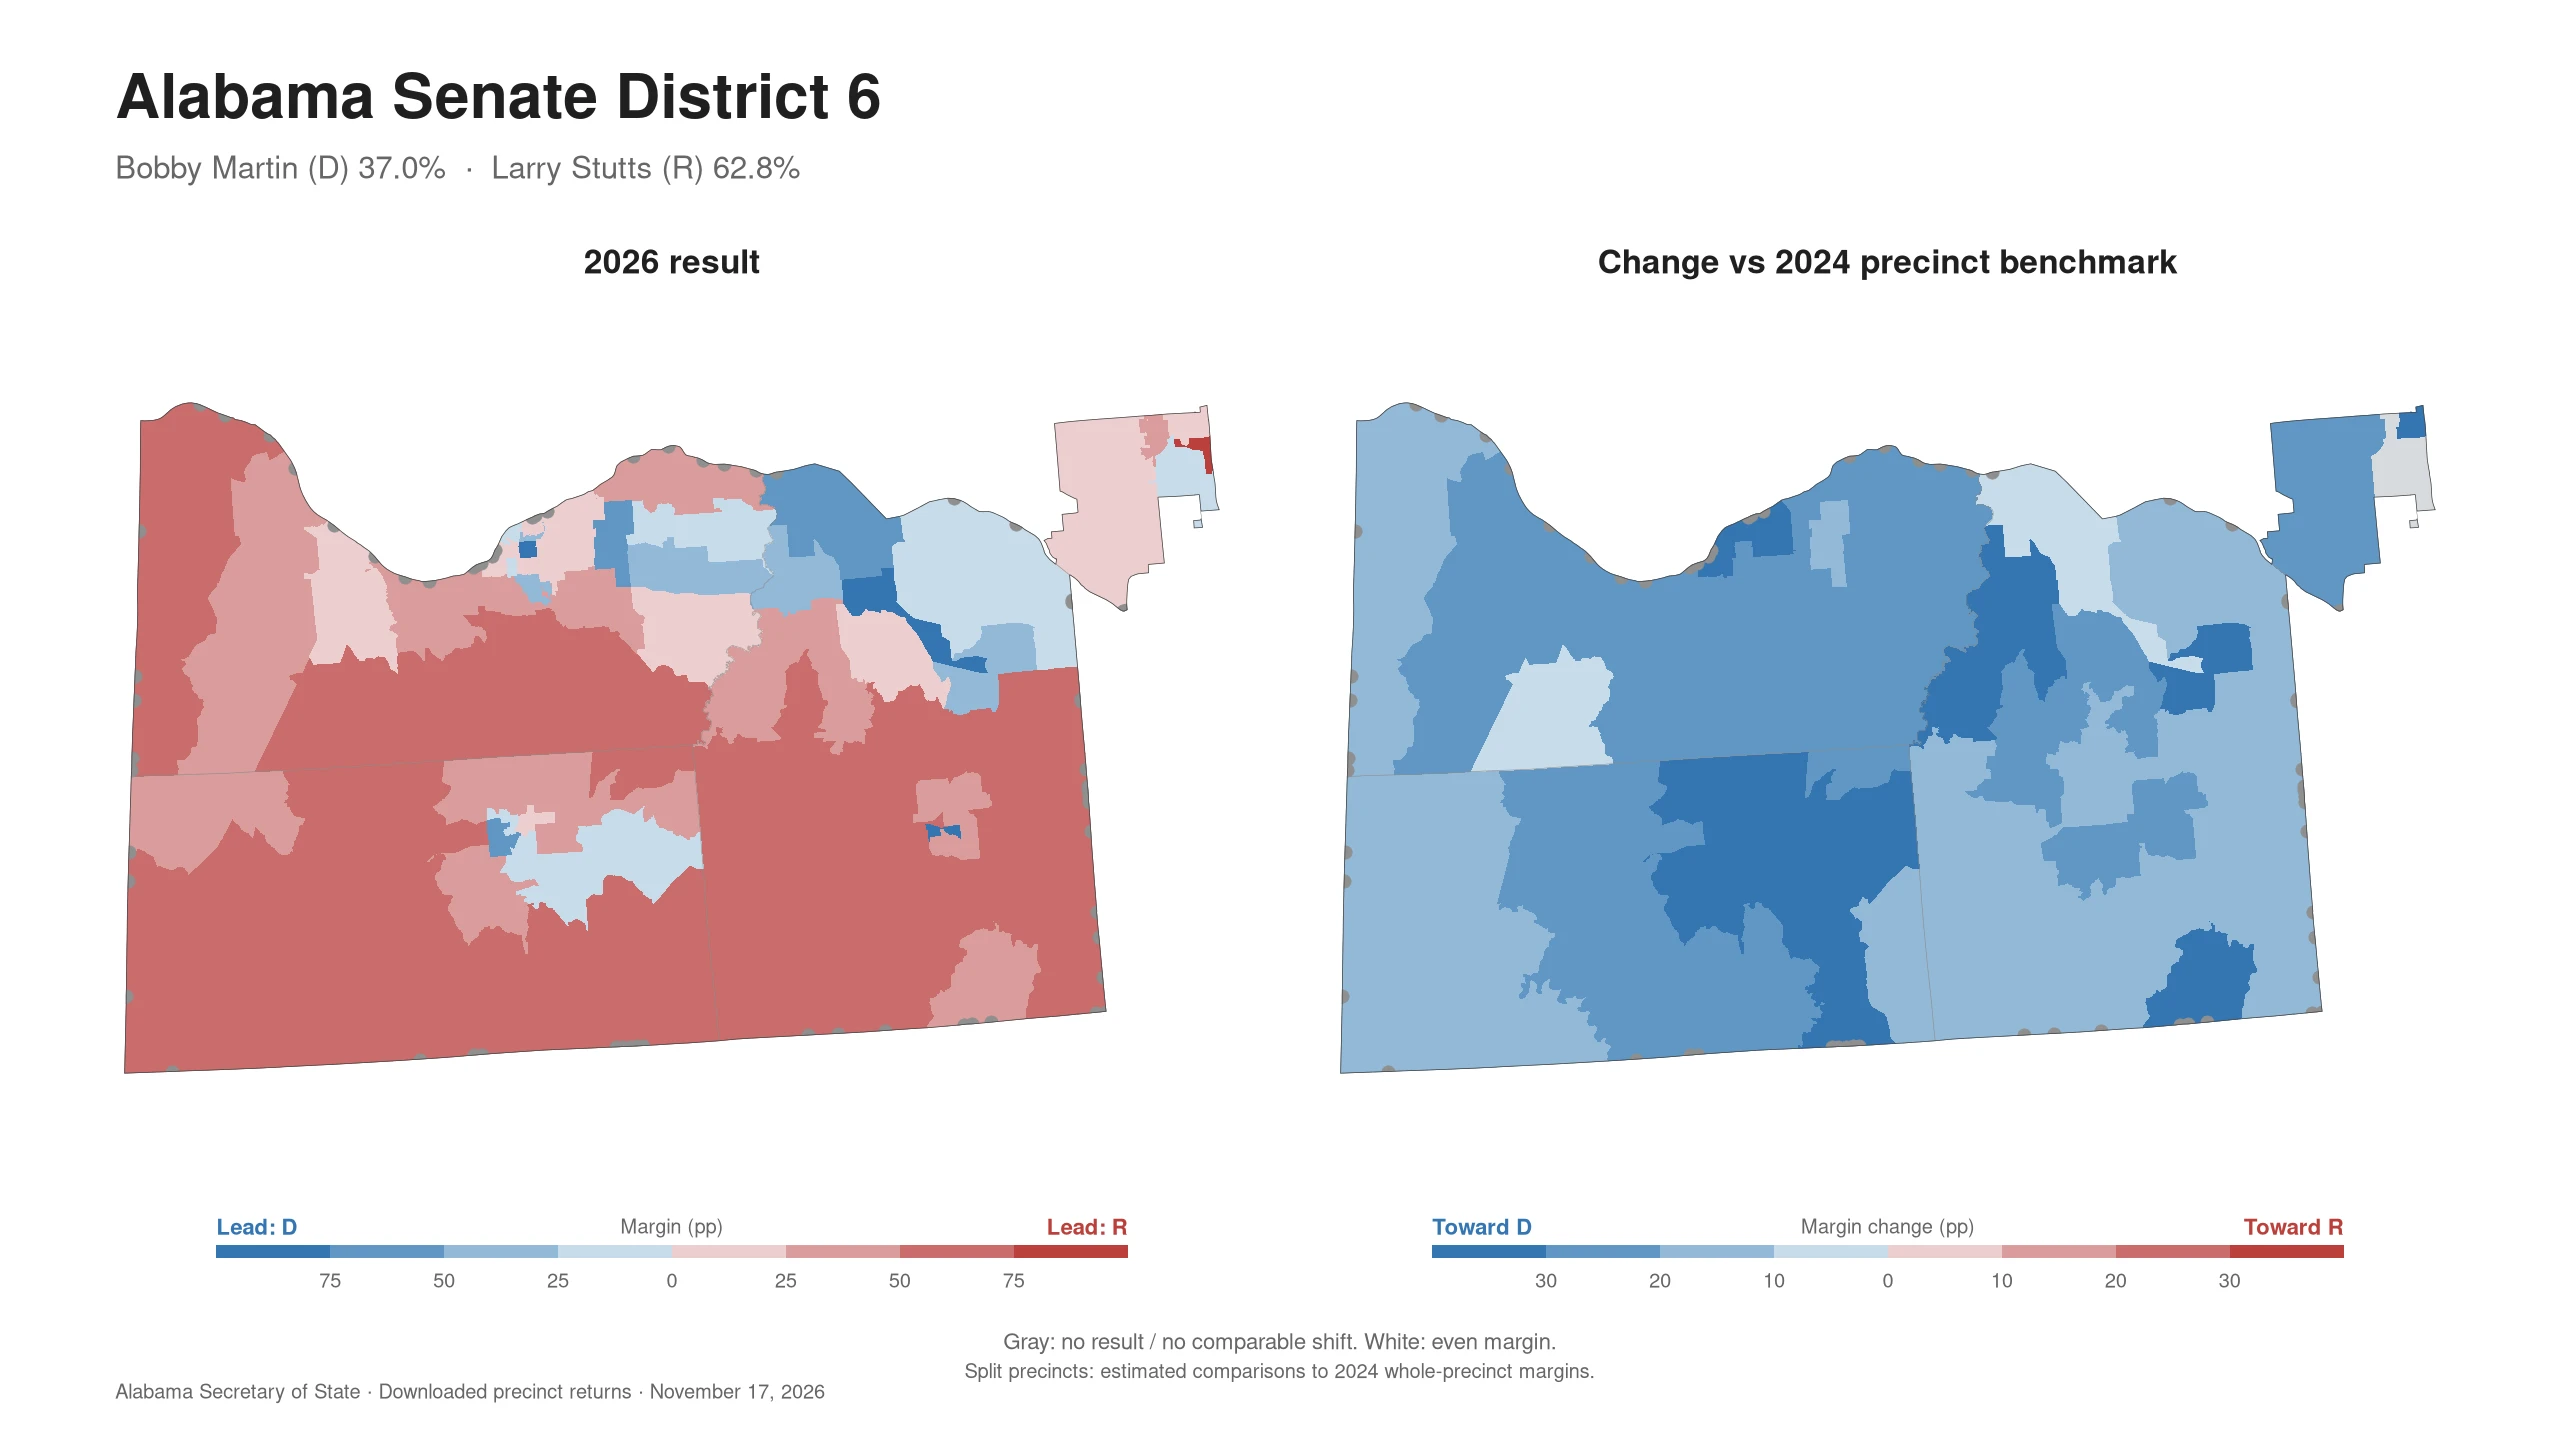 Alabama Senate District 6
Bobby Martin (D) 37.0% · Larry Stutts (R) 62.8%
2026 result
Change vs 2024 precinct benchmark
Lead: D Margin (pp) Lead: R
75 50 25 0 25 50 75
Toward D Margin change (pp) Toward R
30 20 10 0 10 20 30
Gray: no result / no comparable shift. White: even margin.
Split precincts: estimated comparisons to 2024 whole-precinct margins.
Alabama Secretary of State · Downloaded precinct returns · November 17, 2026